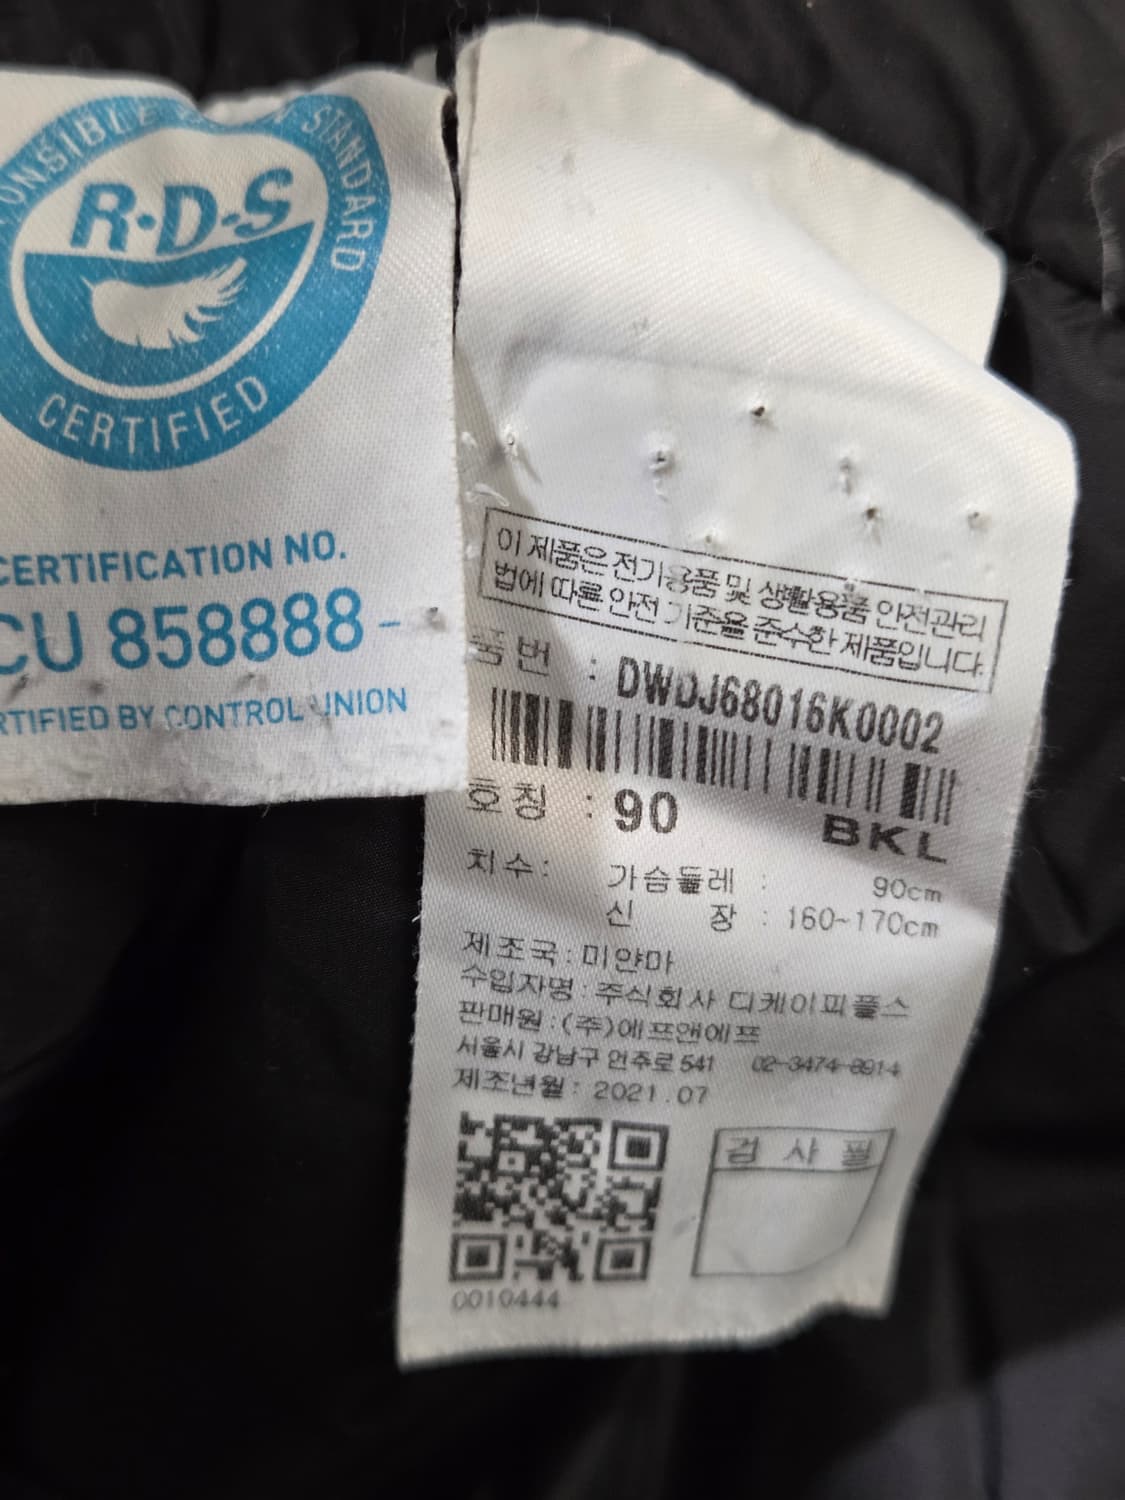 STANDARD
R·D·S
CERTIFIED
CERTIFICATION NO.
CU 858888-
BY CONTROL UNION
이 제품은 전기용품 및 생활용품 안전관리
법에 따른 안전 기준을 준수한 제품입니다.
품번 : DWDJ68016K0002
호칭 : 90
BKL
치수: 가슴둘레 : 90cm
신 장 : 160~170cm
제조국:미얀마
수입자명:주식회사 디케이피플스
판매원:(주)에프앤에프
서울시 강남구 언주로 541 02-3474-8914
제조년월: 2021.07
검사필
0010444